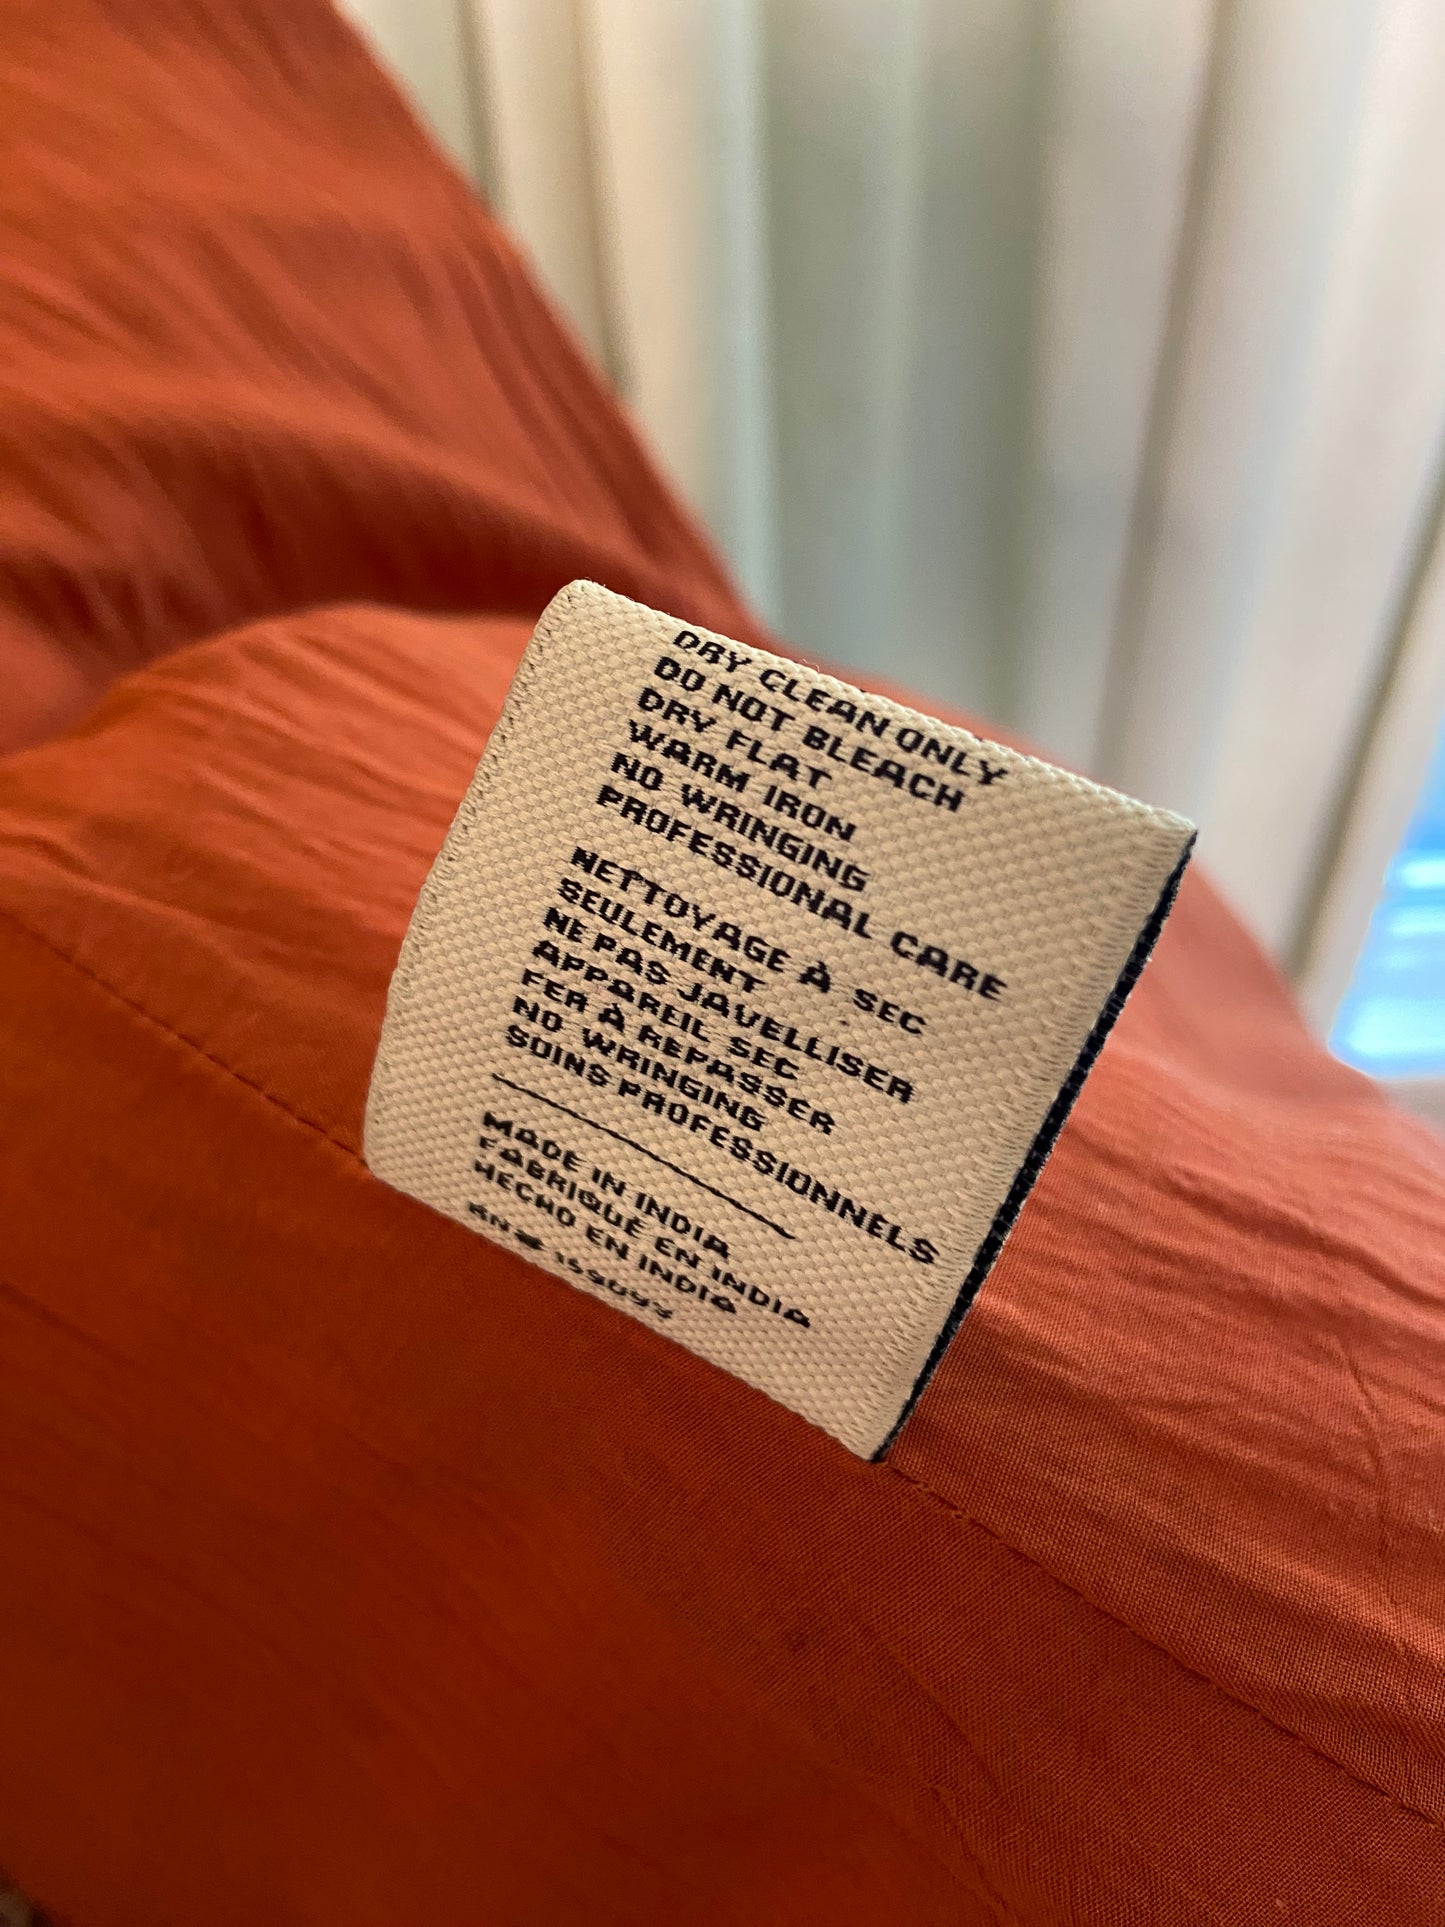 DRY CLEAN ONLY
DO NOT BLEACH
DRY FLAT
WARM IRON
NO WRINGING
PROFESSIONAL CARE
NETTOYAGE À SEC
SEULEMENT
NE PAS JAVELLISER
APPAREIL SEC
FER À REPASSER
NO WRINGING
SOINS PROFESSIONNELS
MADE IN INDIA
FABRIQUÉ EN INDIA
HECHO EN INDIA